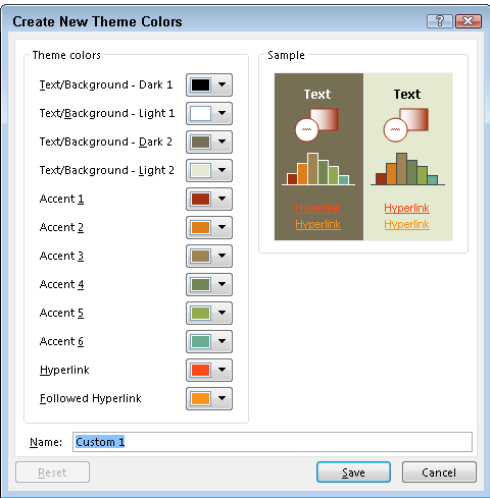 Create New Theme Colors
Theme colors
Text/Background - Dark 1
Text/Background - Light 1
Text/Background - Dark 2
Text/Background - Light 2
Accent 1
Accent 2
Accent 3
Accent 4
Accent 5
Accent 6
Hyperlink
Followed Hyperlink
Sample
Text Text
Hyperlink Hyperlink
Hyperlink Hyperlink
Name: Custom 1
Reset Save Cancel